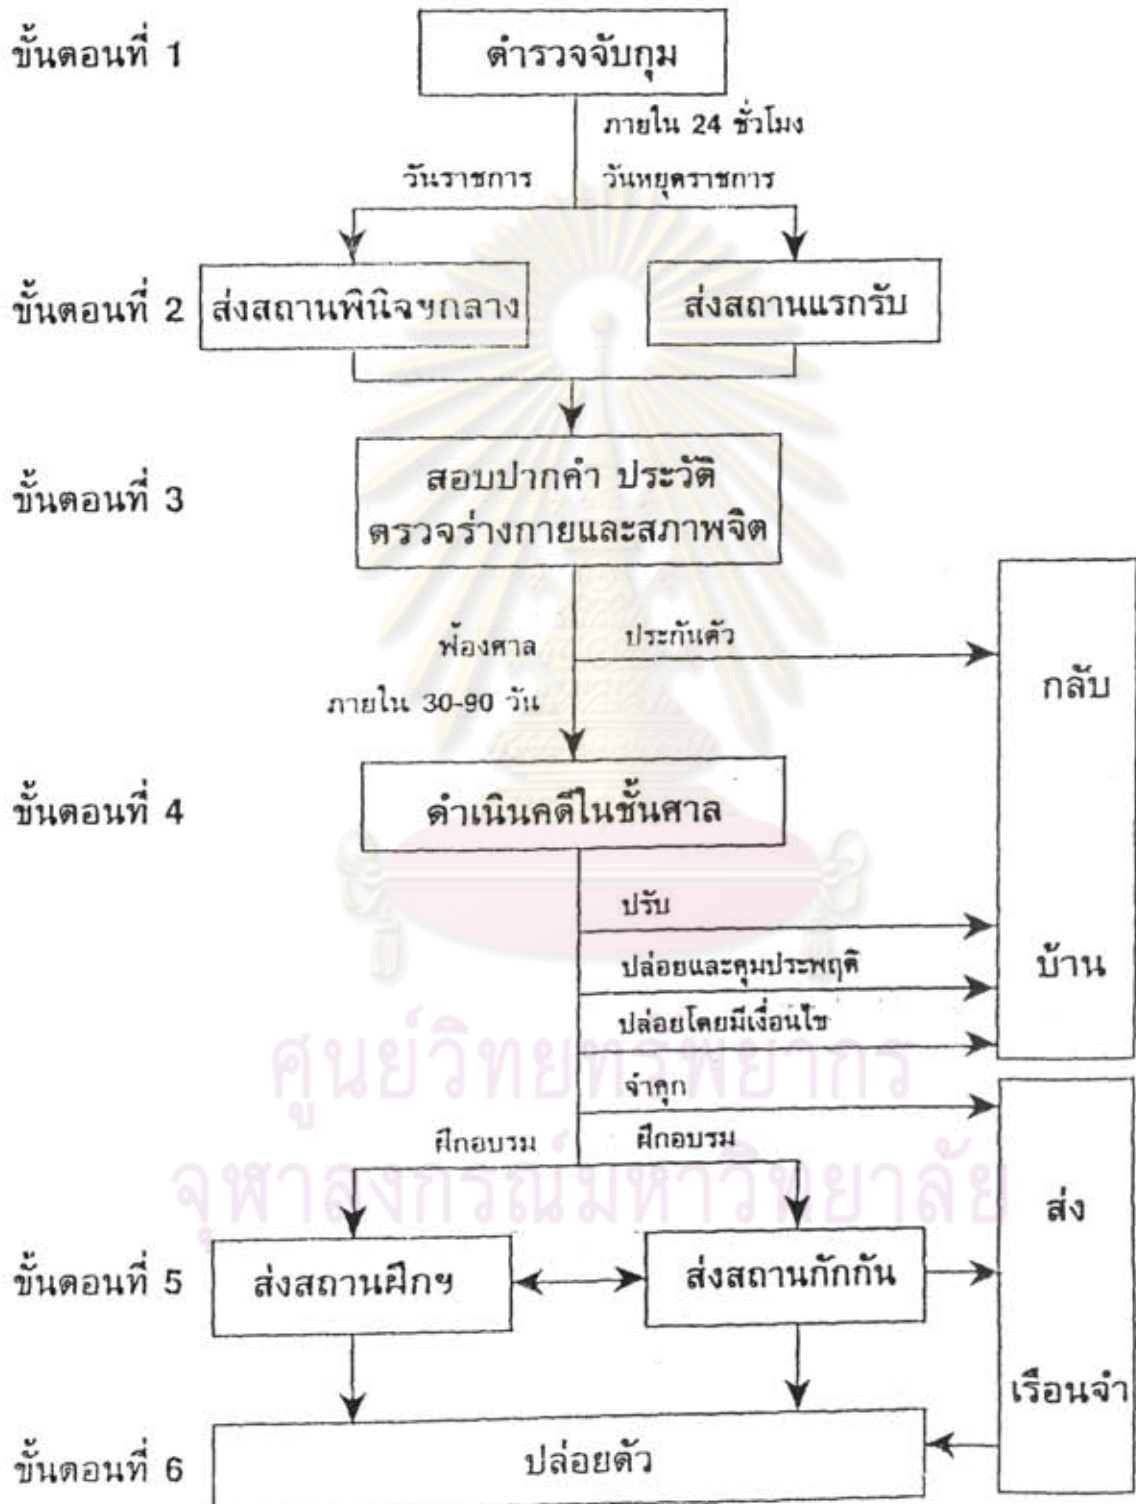 ขั้นตอนที่ 1
ตำรวจจับกุม
ภายใน 24 ชั่วโมง
วันราชการ
วันหยุดราชการ
ขั้นตอนที่ 2
ส่งสถานพินิจฯกลาง
ส่งสถานแรกรับ
ขั้นตอนที่ 3
สอบปากคำ ประวัติ
ตรวจร่างกายและสภาพจิต
ฟ้องศาล
ประกันตัว
ภายใน 30-90 วัน
กลับ
บ้าน
ขั้นตอนที่ 4
ดำเนินคดีในชั้นศาล
ปรับ
ปล่อยและคุมประพฤติ
ปล่อยโดยมีเงื่อนไข
ศูนย์วิทยทรัพยากร
จำคุก
ฝึกอบรม
ฝึกอบรม
จุฬาลงกรณ์มหาวิทยาลัย
ส่ง
เรือนจำ
ขั้นตอนที่ 5
ส่งสถานฝึกฯ
ส่งสถานกักกัน
ขั้นตอนที่ 6
ปล่อยตัว